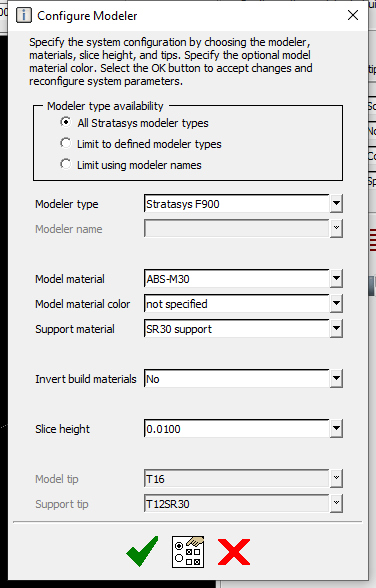 Configure Modeler
Specify the system configuration by choosing the modeler,
materials, slice height, and tips. Specify the optional model
material color. Select the OK button to accept changes and
reconfigure system parameters.
Modeler type availability
All Stratasys modeler types
Limit to defined modeler types
Limit using modeler names
Modeler type Stratasys F900
Modeler name
Model material ABS-M30
Model material color not specified
Support material SR30 support
Invert build materials No
Slice height 0.0100
Model tip T16
Support tip T12SR30